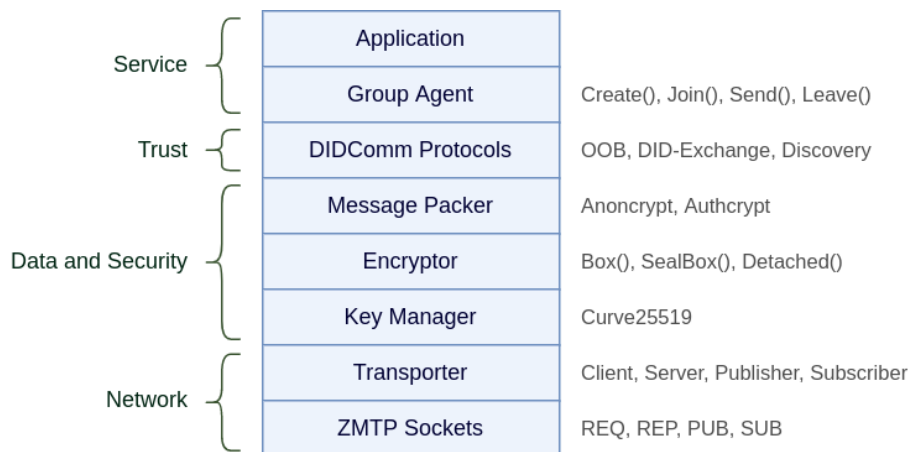 Application
Service
Group Agent Create(), Join(), Send(), Leave()
Trust DIDComm Protocols OOB, DID-Exchange, Discovery
Message Packer Anoncrypt, Authcrypt
Data and Security Encryptor Box(), SealBox(), Detached()
Key Manager Curve25519
Transporter Client, Server, Publisher, Subscriber
Network
ZMTP Sockets REQ, REP, PUB, SUB